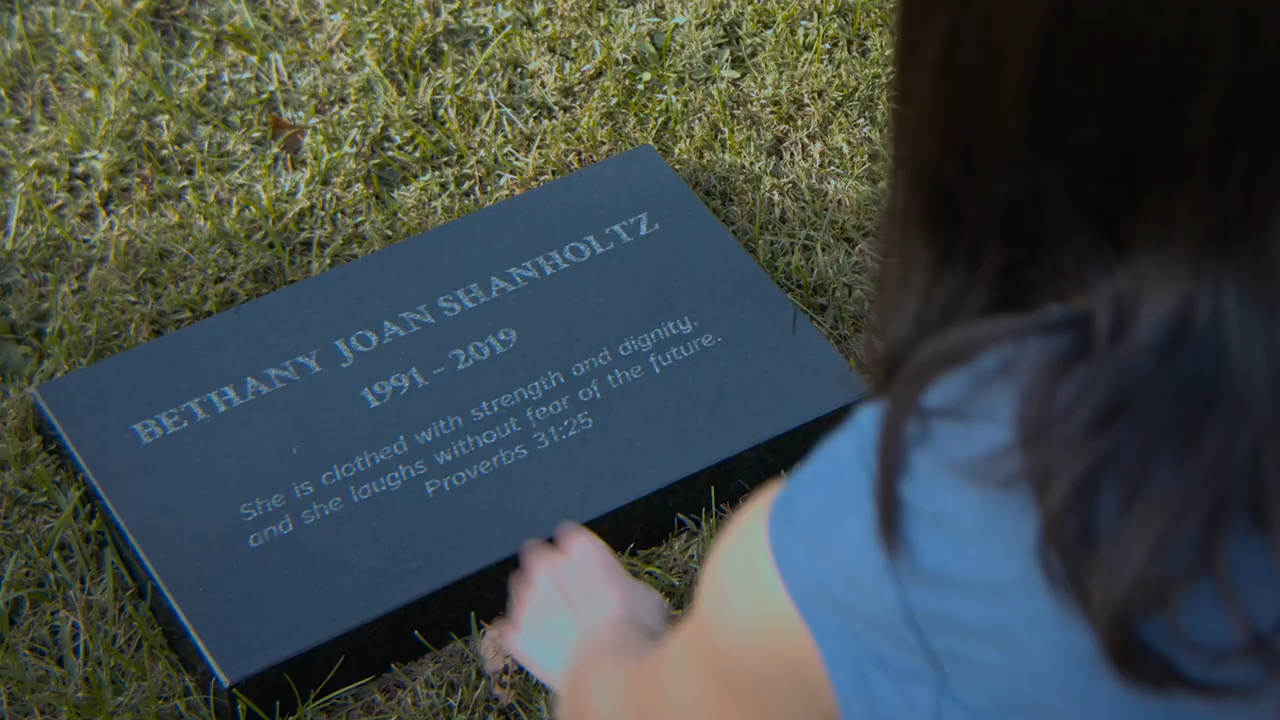 BETHANY JOAN SHANHOLTZ
1991 - 2019
She is clothed with strength and dignity,
and she laughs without fear of the future.
Proverbs 31:25